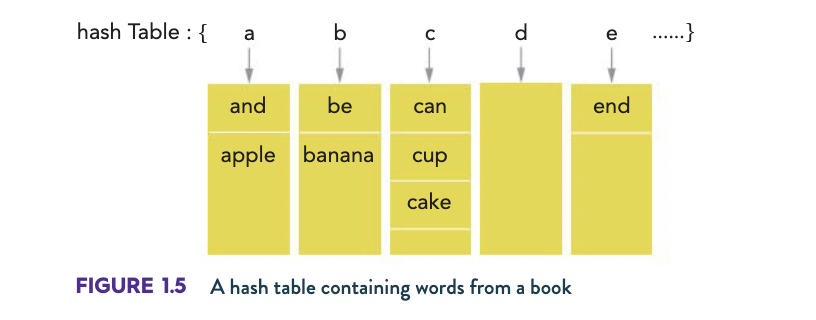 hash Table : { a b c d e ......}
and be can end
apple banana cup
cake
FIGURE 1.5 A hash table containing words from a book